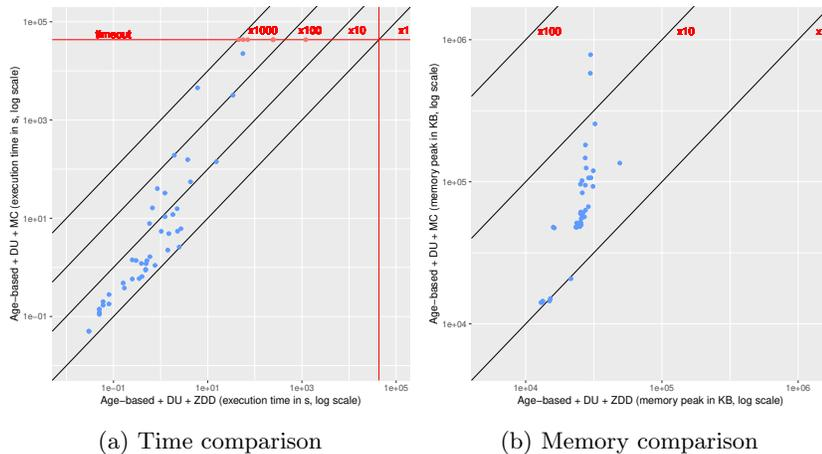 1e+05
1e+03
1e+01
1e−01
1e−01
1e+01
1e+03
1e+05
timeout
x1000
x100
x10
x1
Age−based + DU + MC (execution time in s, log scale)
Age−based + DU + ZDD (execution time in s, log scale)
(a) Time comparison
1e+06
1e+05
1e+04
1e+04
1e+05
1e+06
x100
x10
Age−based + DU + MC (memory peak in KB, log scale)
Age−based + DU + ZDD (memory peak in KB, log scale)
(b) Memory comparison